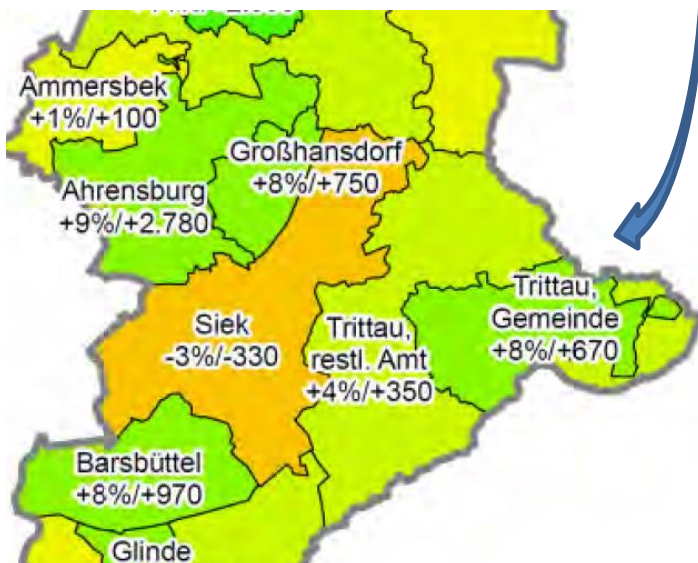 Ammersbek
+1%/+100
Großhansdorf
+8%/+750
Ahrensburg
+9%/+2.780
Trittau,
Gemeinde
+8%/+670
Siek
-3%/-330
Trittau,
restl. Amt
+4%/+350
Barsbüttel
+8%/+970
Glinde